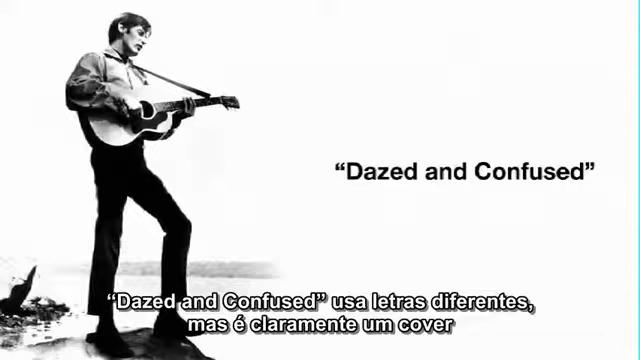 “Dazed and Confused”
“Dazed and Confused” usa letras diferentes,
mas é claramente um cover